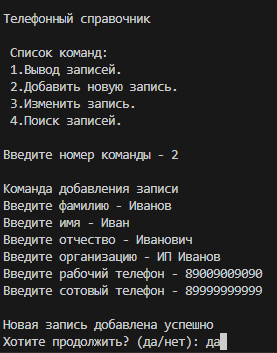 Телефонный справочник
Список команд:
1.Вывод записей.
2.Добавить новую запись.
3.Изменить запись.
4.Поиск записей.
Введите номер команды - 2
Команда добавления записи
Введите фамилию - Иванов
Введите имя - Иван
Введите отчество - Иванович
Введите организацию - ИП Иванов
Введите рабочий телефон - 89009009090
Введите сотовый телефон - 89999999999
Новая запись добавлена успешно
Хотите продолжить? (да/нет): да